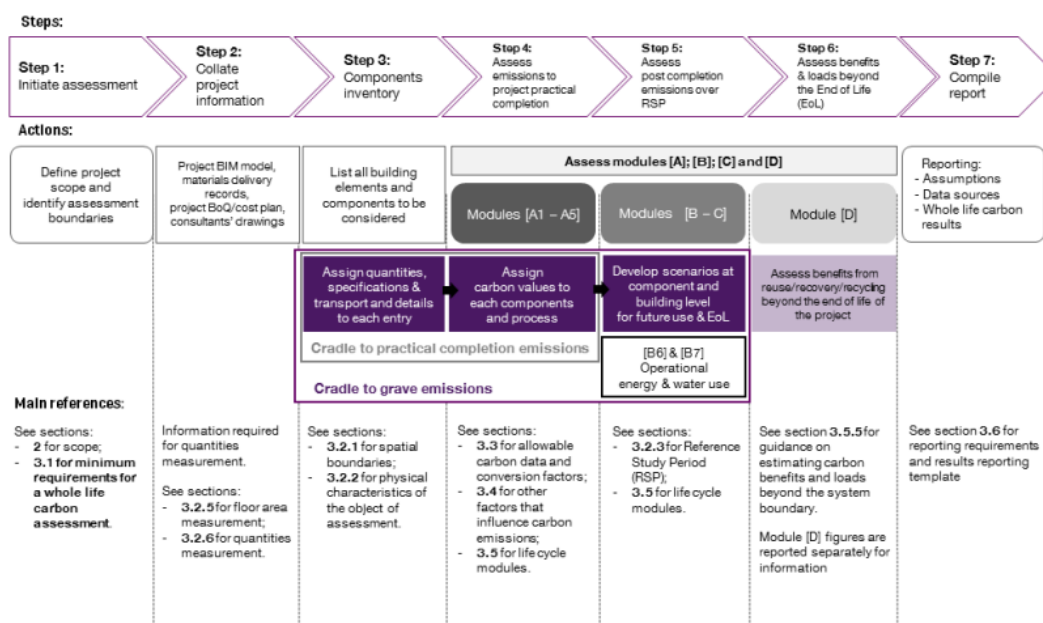 Steps:
Step 1:
Initiate assessment
Step 2:
Collate
project
information
Step 3:
Components
inventory
Step 4:
Assess
emissions to
project practical
completion
Step 5:
Assess
post completion
emissions over
RSP
Step 6:
Assess benefits
& loads beyond
the End of Life
(EoL)
Step 7:
Compile
report
Actions:
Define project
scope and
identify assessment
boundaries
Project BIM model,
materials delivery
records,
project BoQ/cost plan,
consultants' drawings
List all building
elements and
components to be
considered
Assess modules [A]; [B]; [C] and [D]
Modules [A1 – A5]
Modules [B – C]
Module [D]
Reporting:
- Assumptions
- Data sources
- Whole life carbon
results
Assign quantities,
specifications &
transport and details
to each entry
Assign
carbon values to
each components
and process
Develop scenarios at
component and
building level
for future use & EoL
Assess benefits from
reuse/recovery/recycling
beyond the end of life of
the project
Cradle to practical completion emissions
[B6] & [B7]
Operational
energy & water use
Cradle to grave emissions
Main references:
See sections:
- 2 for scope;
- 3.1 for minimum
requirements for
a whole life
carbon
assessment.
Information required
for quantities
measurement.
See sections:
- 3.2.5 for floor area
measurement;
- 3.2.6 for quantities
measurement.
See sections:
- 3.2.1 for spatial
boundaries;
- 3.2.2 for physical
characteristics of
the object of
assessment.
See sections:
- 3.3 for allowable
carbon data and
conversion factors;
- 3.4 for other
factors that
influence carbon
emissions;
- 3.5 for life cycle
modules.
See sections:
- 3.2.3 for Reference
Study Period
(RSP);
- 3.5 for life cycle
modules.
See section 3.5.5 for
guidance on
estimating carbon
benefits and loads
beyond the system
boundary.
Module [D] figures are
reported separately for
information
See section 3.6 for
reporting requirements
and results reporting
template